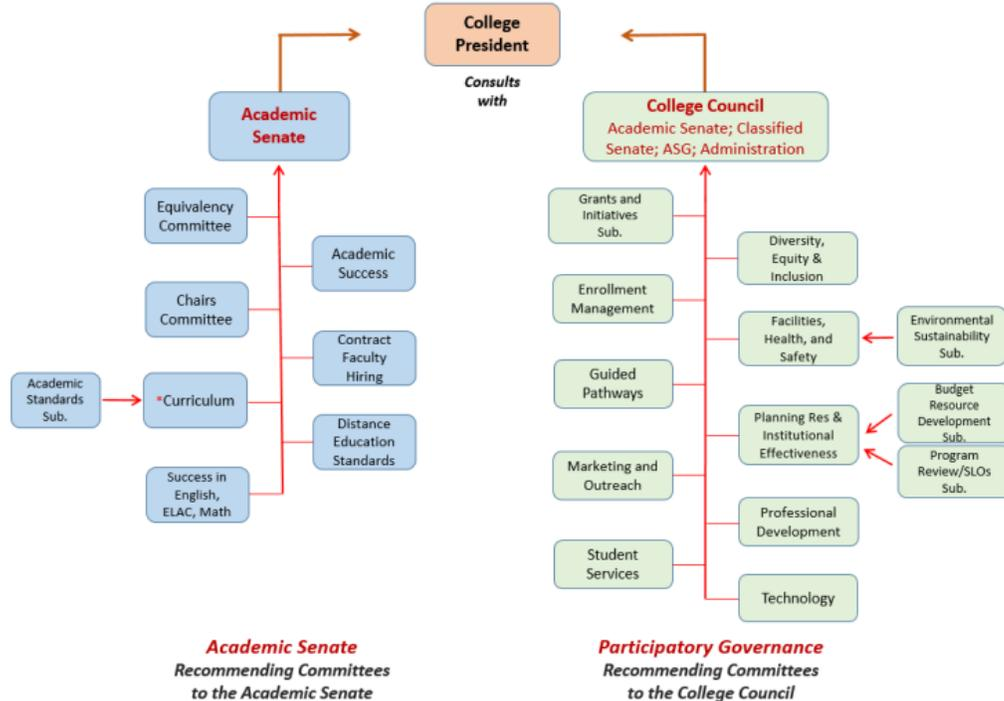 College
President
Consults
with
Academic
Senate
College Council
Academic Senate; Classified
Senate; ASG; Administration
Equivalency
Committee
Academic
Success
Chairs
Committee
Contract
Faculty
Hiring
Academic
Standards
Sub.
*Curriculum
Distance
Education
Standards
Success in
English,
ELAC, Math
Grants and
Initiatives
Sub.
Diversity,
Equity &
Inclusion
Enrollment
Management
Facilities,
Health, and
Safety
Environmental
Sustainability
Sub.
Guided
Pathways
Planning Res &
Institutional
Effectiveness
Budget
Resource
Development
Sub.
Program
Review/SLOs
Sub.
Marketing and
Outreach
Professional
Development
Student
Services
Technology
Academic Senate
Recommending Committees
to the Academic Senate
Participatory Governance
Recommending Committees
to the College Council